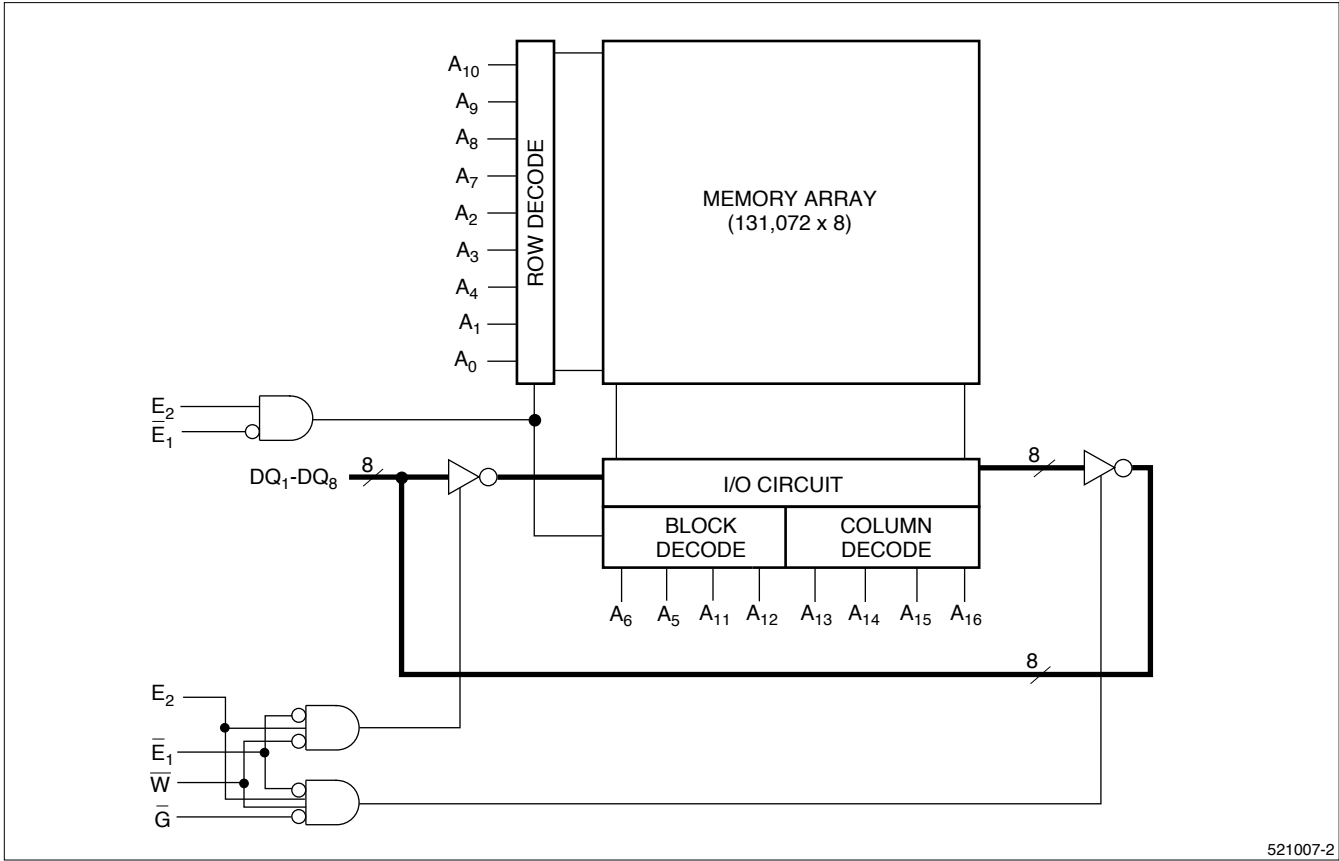 A10
A9
A8
A7
A2
A3
A4
A1
A0
ROW DECODE
MEMORY ARRAY
(131,072 x 8)
E2
E̅1
DQ1-DQ8
8
I/O CIRCUIT
8
BLOCK
DECODE
COLUMN
DECODE
A6 A5 A11 A12 A13 A14 A15 A16
8
E2
E̅1
W̅
G̅
521007-2